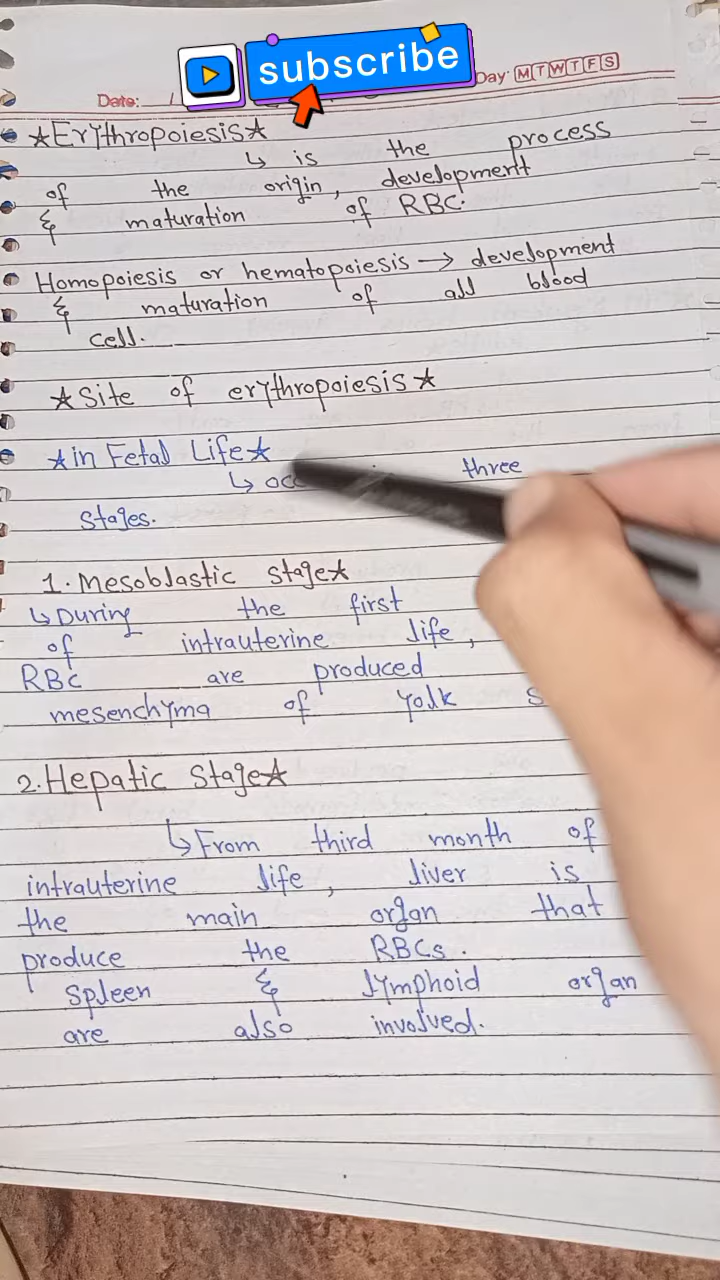 subscribe
Date: Day: M T W T F S
★Erythropoiesis★
↳ is the process
of the origin, development
& maturation of RBC.
Homopoiesis or hematopoiesis → development
& maturation of all blood
cell.
★Site of erythropoiesis★
★in Fetal Life★
↳ three
stages.
1. Mesoblastic stage★
↳During the first
of intrauterine life,
RBC are produced
mesenchyma of yolk
2. Hepatic Stage★
↳From third month of
intrauterine life, liver is
the main organ that
produce the RBCs.
Spleen & lymphoid organ
are also involved.